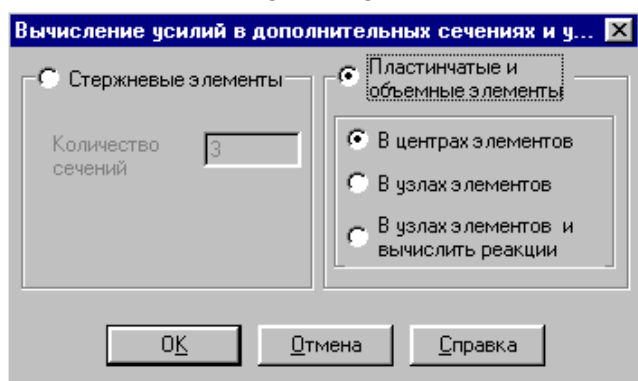 Вычисление усилий в дополнительных сечениях и у...
Стержневые элементы
Количество
сечений
3
Пластинчатые и
объемные элементы
В центрах элементов
В узлах элементов
В узлах элементов и
вычислить реакции
OK
Отмена
Справка